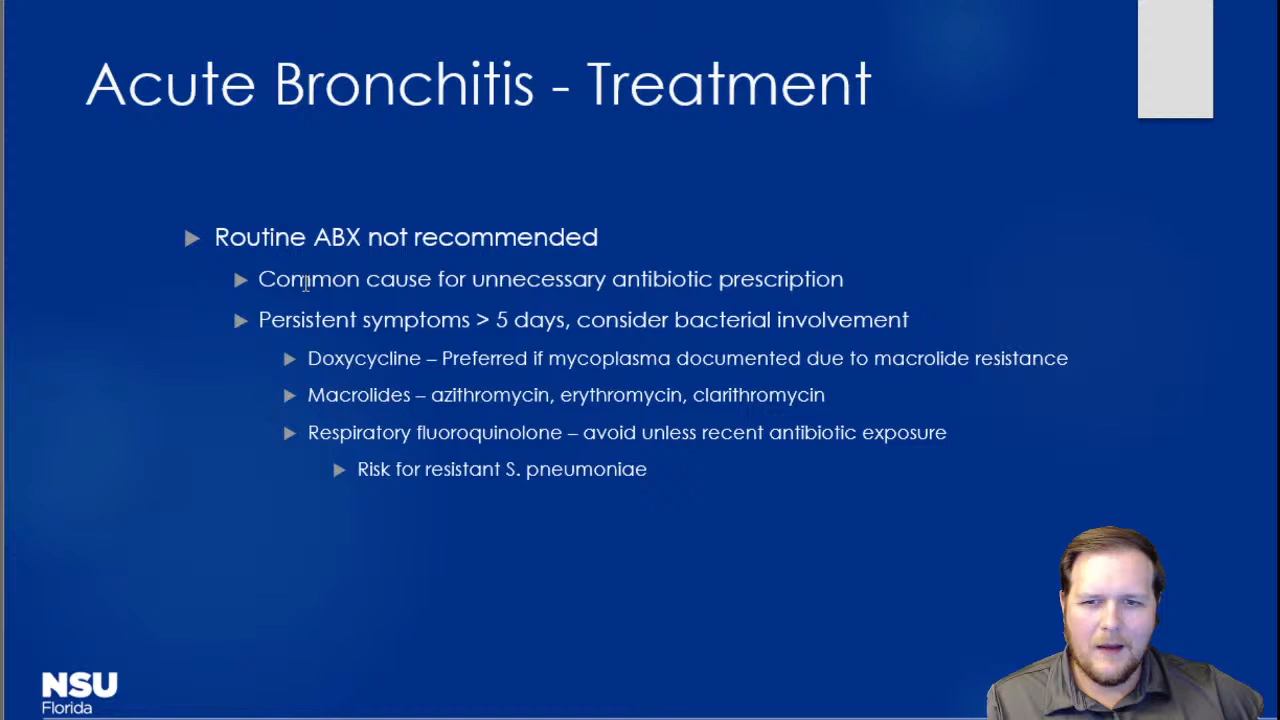 Acute Bronchitis - Treatment
Routine ABX not recommended
Common cause for unnecessary antibiotic prescription
Persistent symptoms > 5 days, consider bacterial involvement
Doxycycline – Preferred if mycoplasma documented due to macrolide resistance
Macrolides – azithromycin, erythromycin, clarithromycin
Respiratory fluoroquinolone – avoid unless recent antibiotic exposure
Risk for resistant S. pneumoniae
NSU
Florida